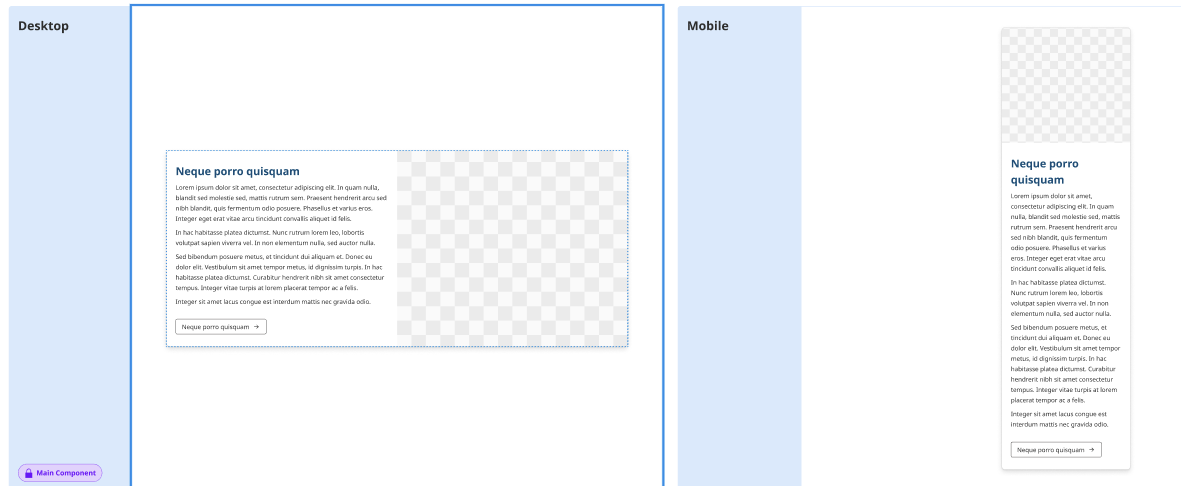 Desktop
Neque porro quisquam
Lorem ipsum dolor sit amet, consectetur adipiscing elit. In quam nulla,
blandit sed molestie sed, mattis rutrum sem. Praesent hendrerit arcu sed
nibh blandit, quis fermentum odio posuere. Phasellus et varius eros.
Integer eget erat vitae arcu tincidunt convallis aliquet id felis.
In hac habitasse platea dictumst. Nunc rutrum lorem leo, lobortis
volutpat sapien viverra vel. In non elementum nulla, sed auctor nulla.
Sed bibendum posuere metus, et tincidunt dui aliquam et. Donec eu
dolor elit. Vestibulum sit amet tempor metus, id dignissim turpis. In hac
habitasse platea dictumst. Curabitur hendrerit nibh sit amet consectetur
tempus. Integer vitae turpis at lorem placerat tempor ac a felis.
Integer sit amet lacus congue est interdum mattis nec gravida odio.
Neque porro quisquam →
Main Component
Mobile
Neque porro
quisquam
Lorem ipsum dolor sit amet,
consectetur adipiscing elit. In quam
nulla, blandit sed molestie sed, mattis
rutrum sem. Praesent hendrerit arcu
sed nibh blandit, quis fermentum
odio posuere. Phasellus et varius
eros. Integer eget erat vitae arcu
tincidunt convallis aliquet id felis.
In hac habitasse platea dictumst.
Nunc rutrum lorem leo, lobortis
volutpat sapien viverra vel. In non
elementum nulla, sed auctor nulla.
Sed bibendum posuere metus, et
tincidunt dui aliquam et. Donec eu
dolor elit. Vestibulum sit amet tempor
metus, id dignissim turpis. In hac
habitasse platea dictumst. Curabitur
hendrerit nibh sit amet consectetur
tempus. Integer vitae turpis at lorem
placerat tempor ac a felis.
Integer sit amet lacus congue est
interdum mattis nec gravida odio.
Neque porro quisquam →